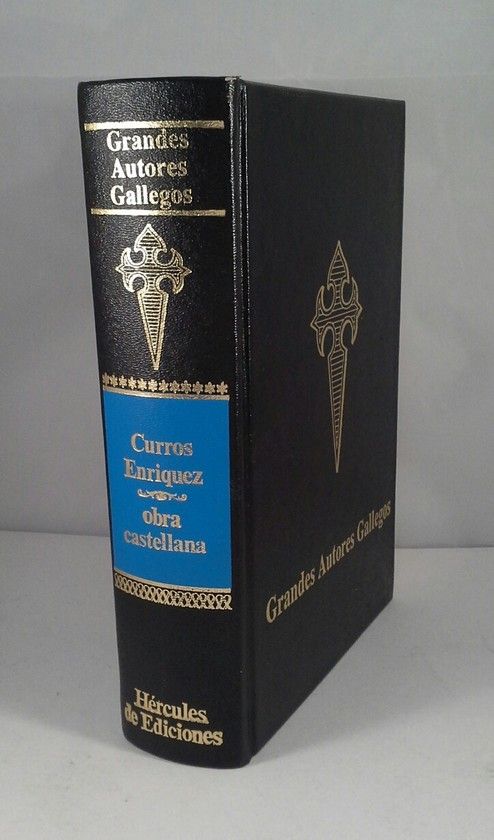 Grandes
Autores
Gallegos
Curros
Enriquez
obra
castellana
Hércules
de Ediciones
Grandes Autores Gallegos